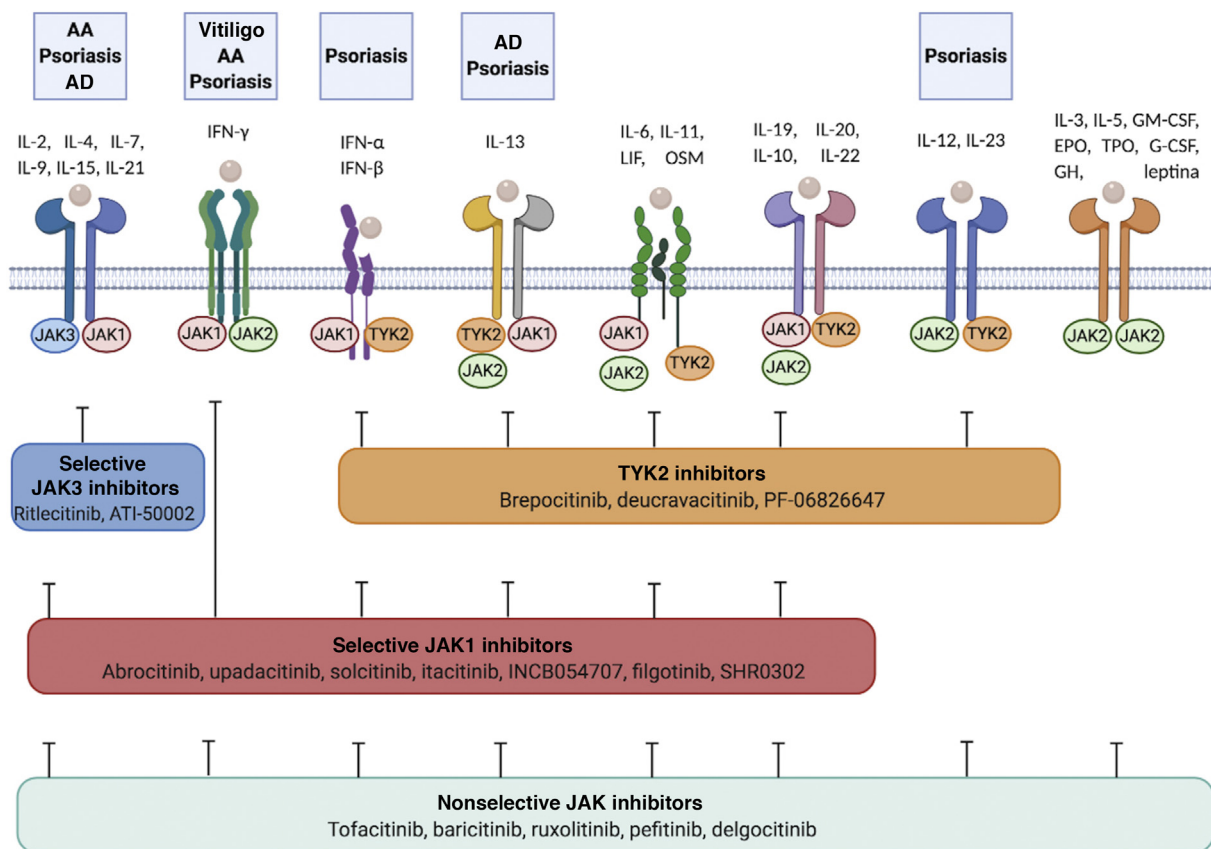 AA
Psoriasis
AD
Vitiligo
AA
Psoriasis
Psoriasis
AD
Psoriasis
Psoriasis
IL-2, IL-4, IL-7,
IL-9, IL-15, IL-21
IFN-γ
IFN-α
IFN-β
IL-13
IL-6, IL-11,
LIF, OSM
IL-19, IL-20,
IL-10, IL-22
IL-12, IL-23
IL-3, IL-5, GM-CSF,
EPO, TPO, G-CSF,
GH, leptina
JAK3 JAK1
JAK1 JAK2
JAK1 TYK2
TYK2 JAK1
JAK2
JAK1
JAK2
TYK2
JAK1 TYK2
JAK2
JAK2 TYK2
JAK2 JAK2
Selective
JAK3 inhibitors
Ritlecitinib, ATI-50002
TYK2 inhibitors
Brepocitinib, deucravacitinib, PF-06826647
Selective JAK1 inhibitors
Abrocitinib, upadacitinib, solcitinib, itacitinib, INCB054707, filgotinib, SHR0302
Nonselective JAK inhibitors
Tofacitinib, baricitinib, ruxolitinib, pefitinib, delgocitinib